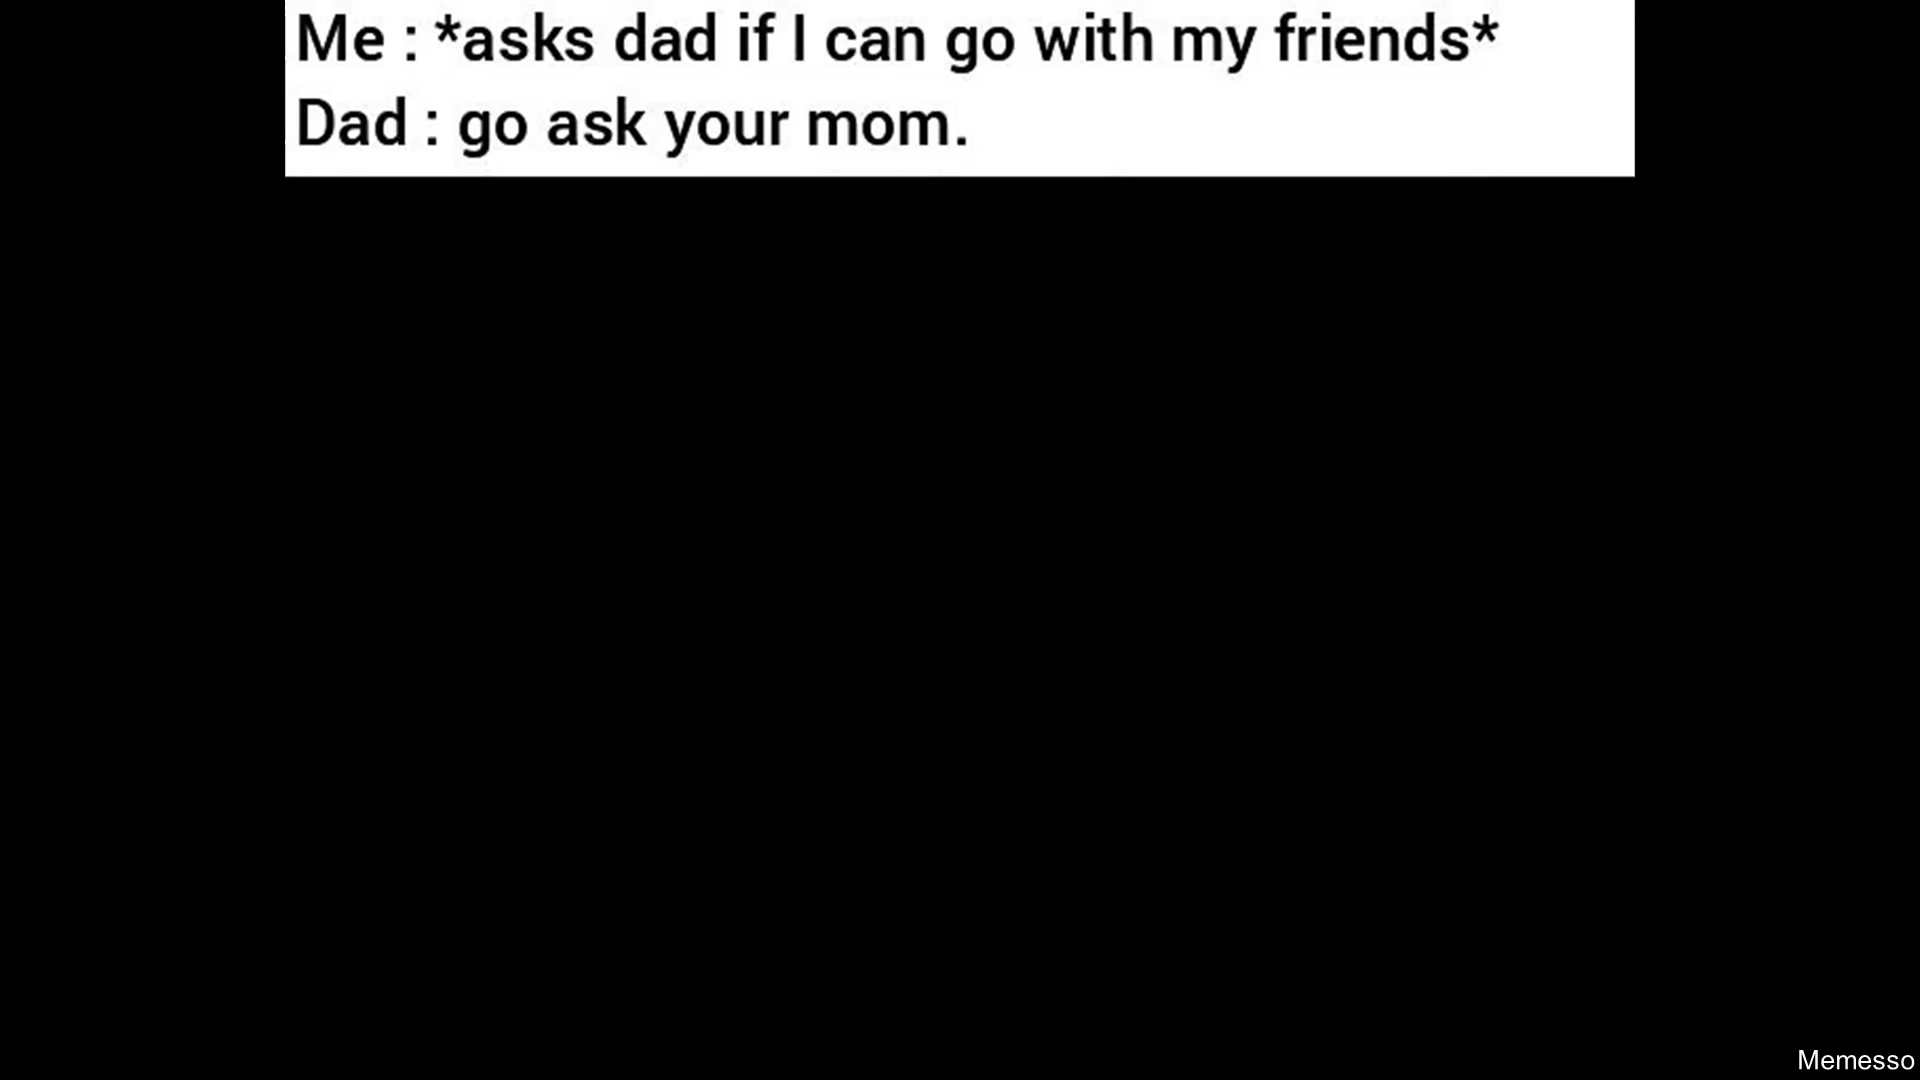 Me : *asks dad if I can go with my friends*
Dad : go ask your mom.
Memesso